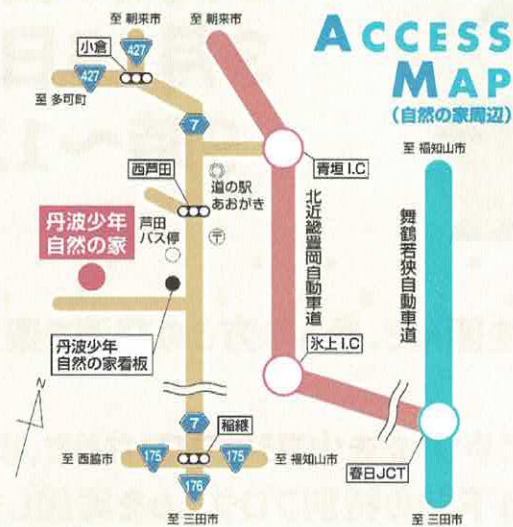 ACCESS
MAP
(自然の家周辺)
至 朝来市
至 朝来市
小倉
427
427
至 多可町
7
至 福知山市
青垣 I.C
西芦田
道の駅
あおがき
丹波少年
自然の家
芦田
バス停
〒
北近畿豊岡自動車道
舞鶴若狭自動車道
丹波少年
自然の家看板
氷上 I.C
N
7
稲継
至 西脇市
175
175
至 福知山市
176
春日JCT
至 三田市
至 三田市